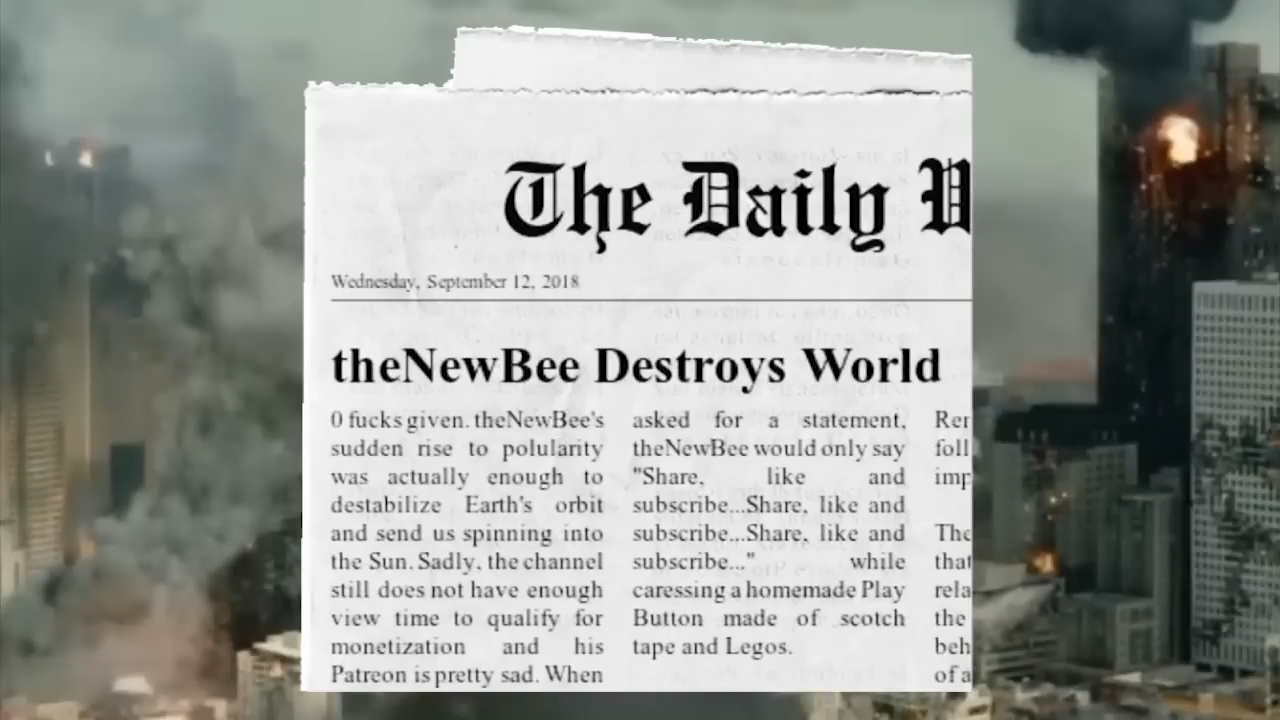 The Daily
Wednesday, September 12, 2018
theNewBee Destroys World
0 fucks given. theNewBee's
sudden rise to polularity
was actually enough to
destabilize Earth's orbit
and send us spinning into
the Sun. Sadly, the channel
still does not have enough
view time to qualify for
monetization and his
Patreon is pretty sad. When
asked for a statement,
theNewBee would only say
"Share, like and
subscribe...Share, like and
subscribe...Share, like and
subscribe..." while
caressing a homemade Play
Button made of scotch
tape and Legos.
The
that
the